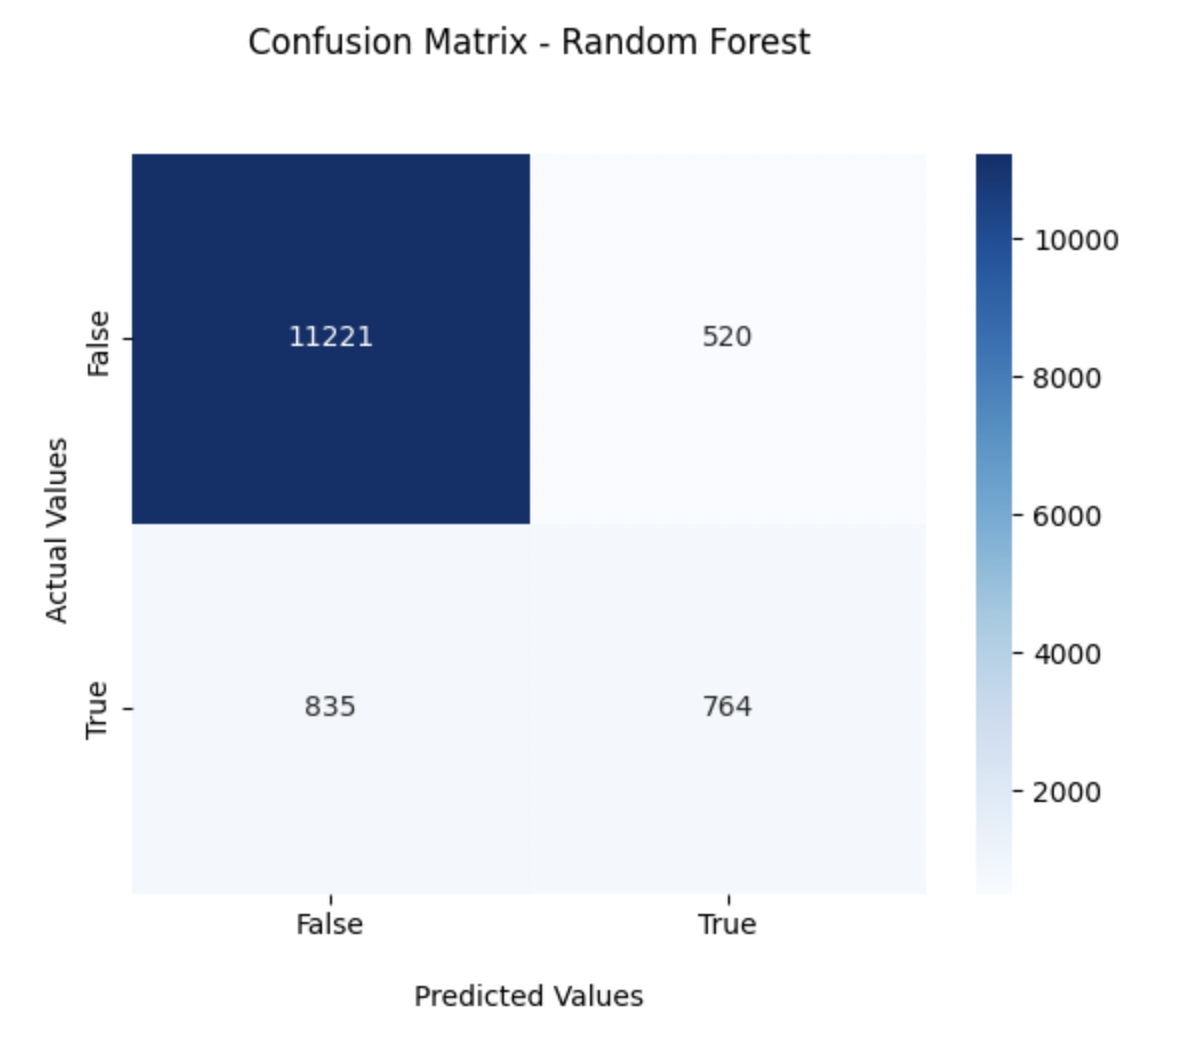 Confusion Matrix - Random Forest
11221
520
835
764
False
True
Actual Values
False
True
Predicted Values
10000
8000
6000
4000
2000